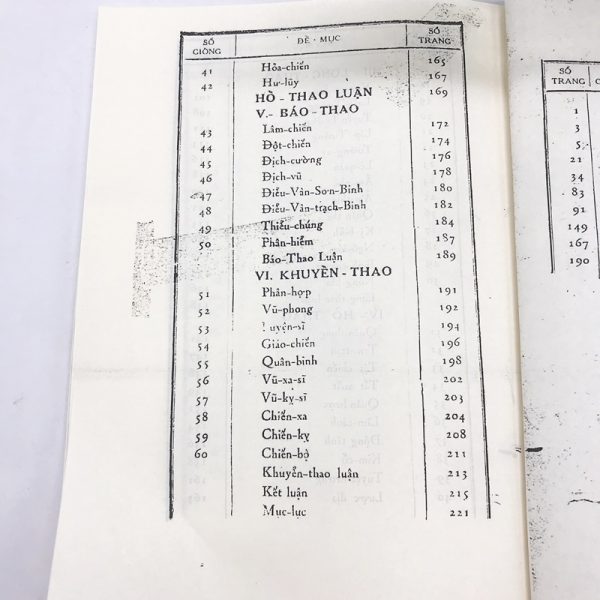 SỐ GIÒNG ĐỀ - MỤC SỐ TRANG
41 Hỏa-chiến 165
42 Hư-lũy 167
HỒ - THAO LUẬN 169
V.- BÁO - THAO
43 Lâm-chiến 172
44 Đột-chiến 174
45 Địch-cường 176
46 Địch-vũ 178
47 Điểu-Vân-Sơn-Binh 180
48 Điểu-Vân-trạch-Binh 182
49 Thiểu-chúng 184
50 Phân-hiểm 187
Báo-Thao Luận 189
VI. KHUYỂN - THAO
51 Phân-hợp 191
52 Vũ-phong 192
53 Luyện-sĩ 194
54 Giáo-chiến 196
55 Quân-binh 198
56 Vũ-xa-sĩ 202
57 Vũ-kỵ-sĩ 203
58 Chiến-xa 204
59 Chiến-kỵ 208
60 Chiến-bộ 211
Khuyển-thao luận 213
Kết luận 215
Mục-lục 221
SỐ TRANG
1
3
5
21
34
83
91
149
167
190